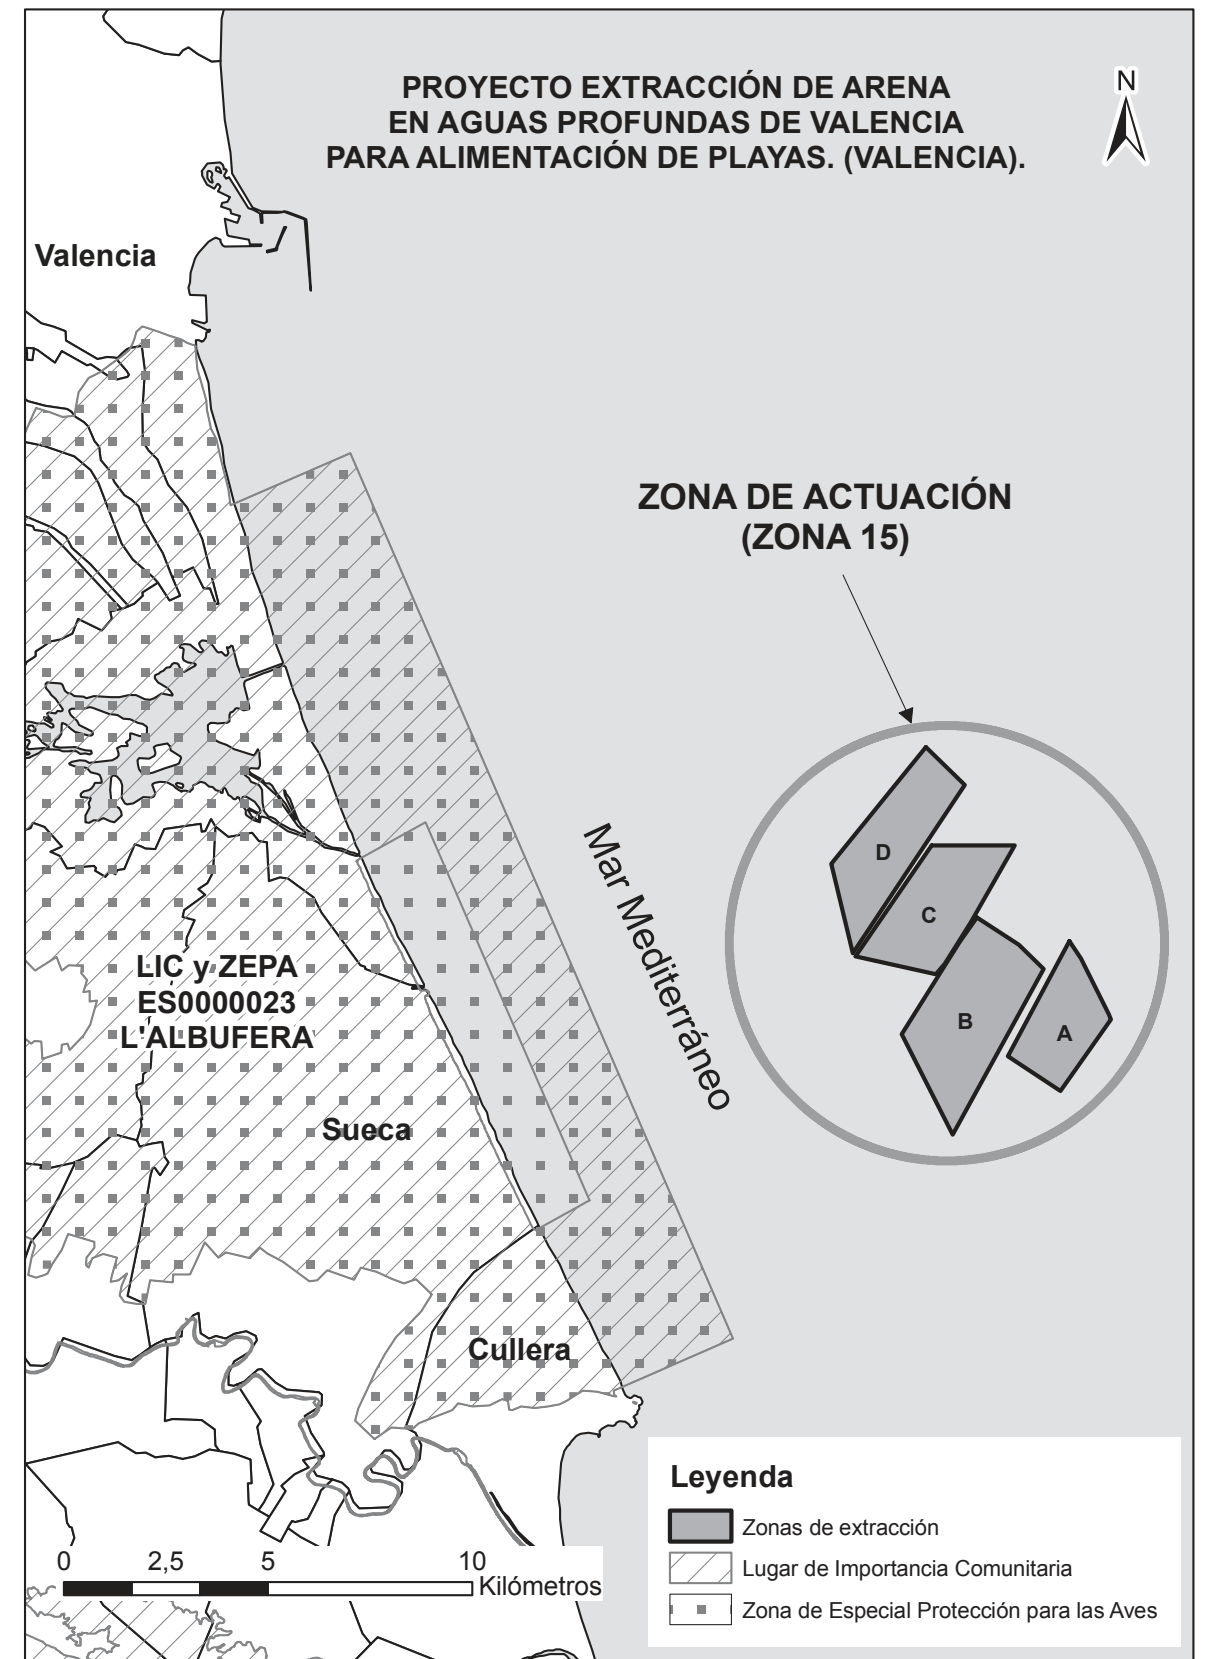 PROYECTO EXTRACCIÓN DE ARENA
EN AGUAS PROFUNDAS DE VALENCIA
PARA ALIMENTACIÓN DE PLAYAS. (VALENCIA).
N
Valencia
ZONA DE ACTUACIÓN
(ZONA 15)
Mar Mediterráneo
D
C
B
A
LIC y ZEPA
ES0000023
L'ALBUFERA
Sueca
Cullera
Leyenda
Zonas de extracción
Lugar de Importancia Comunitaria
Zona de Especial Protección para las Aves
0 2,5 5 10
Kilómetros